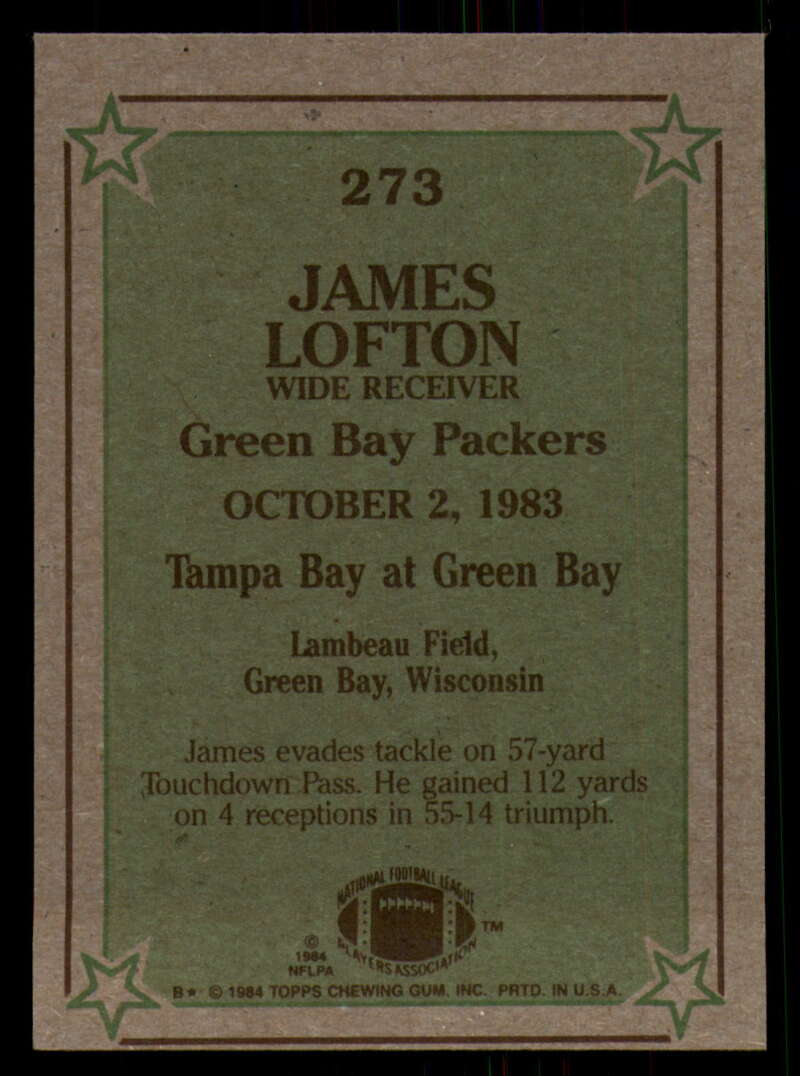 273
JAMES
LOFTON
WIDE RECEIVER
Green Bay Packers
OCTOBER 2, 1983
Tampa Bay at Green Bay
Lambeau Field,
Green Bay, Wisconsin
James evades tackle on 57-yard
Touchdown Pass. He gained 112 yards
on 4 receptions in 55-14 triumph.
NATIONAL FOOTBALL LEAGUE
PLAYERS ASSOCIATION
TM
©
1984
NFLPA
B* © 1984 TOPPS CHEWING GUM, INC. PRTD. IN U.S.A.